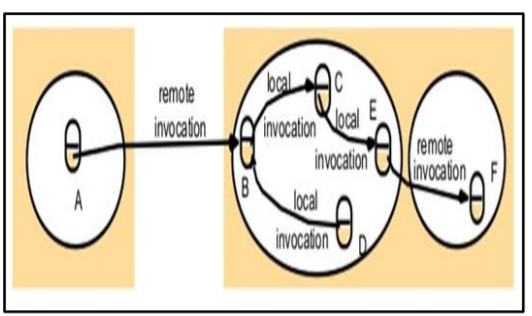 remote
invocation
A
B
local
invocation
C
local
invocation
E
local
invocation
D
remote
invocation
F